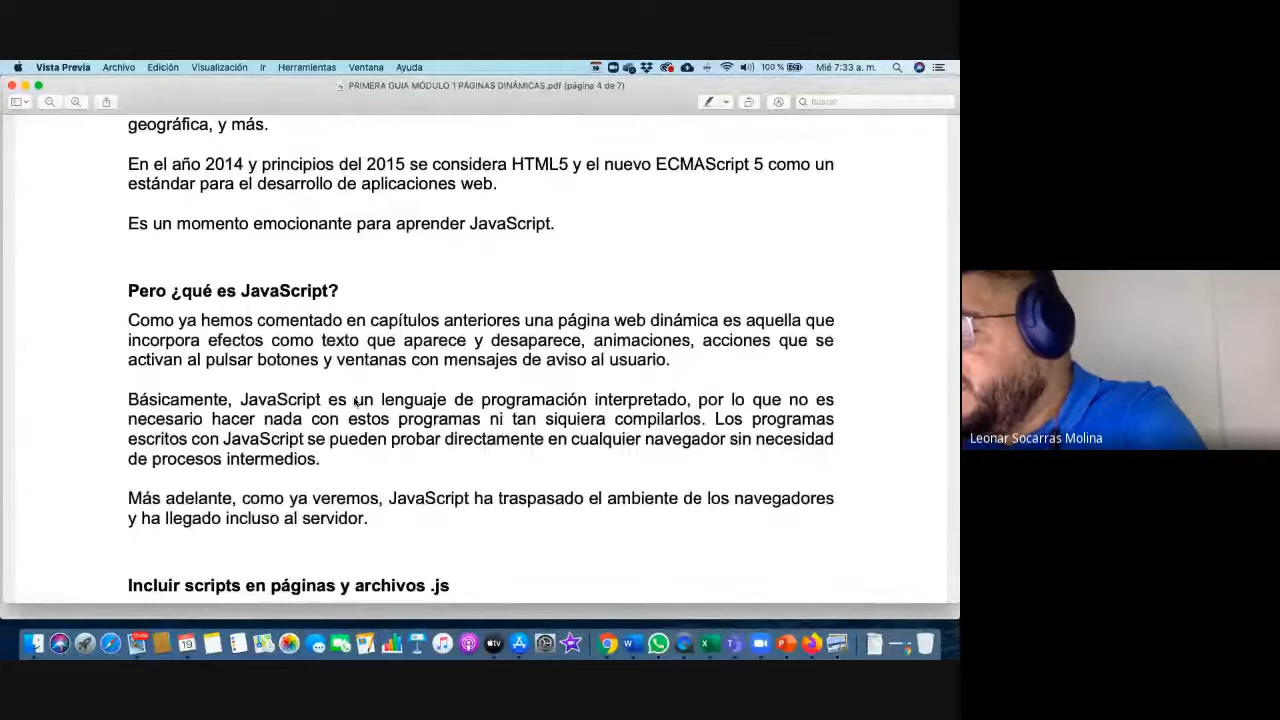 Vista Previa Archivo Edición Visualización Ir Herramientas Ventana Ayuda 100 % Mié 7:33 a. m.
PRIMERA GUIA MÓDULO 1 PÁGINAS DINÁMICAS.pdf (página 4 de 7)
Buscar
geográfica, y más.
En el año 2014 y principios del 2015 se considera HTML5 y el nuevo ECMAScript 5 como un
estándar para el desarrollo de aplicaciones web.
Es un momento emocionante para aprender JavaScript.
Pero ¿qué es JavaScript?
Como ya hemos comentado en capítulos anteriores una página web dinámica es aquella que
incorpora efectos como texto que aparece y desaparece, animaciones, acciones que se
activan al pulsar botones y ventanas con mensajes de aviso al usuario.
Básicamente, JavaScript es un lenguaje de programación interpretado, por lo que no es
necesario hacer nada con estos programas ni tan siquiera compilarlos. Los programas
escritos con JavaScript se pueden probar directamente en cualquier navegador sin necesidad
de procesos intermedios.
Más adelante, como ya veremos, JavaScript ha traspasado el ambiente de los navegadores
y ha llegado incluso al servidor.
Incluir scripts en páginas y archivos .js
Leonar Socarras Molina
19
tv